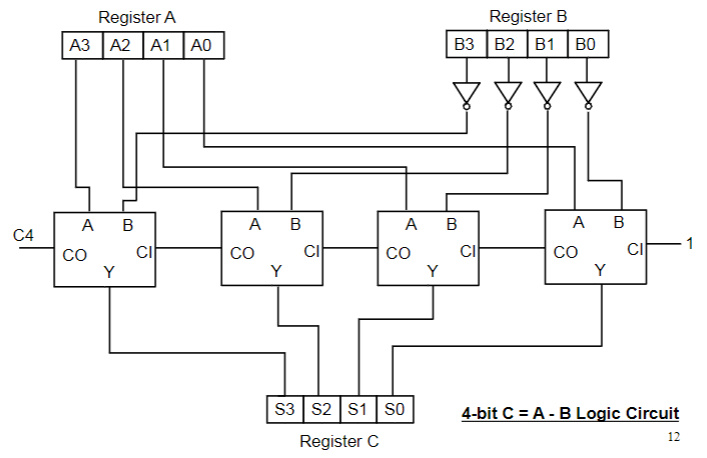 Register A
Register B
A3 A2 A1 A0
B3 B2 B1 B0
C4
A B
CO CI
Y
A B
CO CI
Y
A B
CO CI
Y
A B
CO CI
Y
1
S3 S2 S1 S0
Register C
4-bit C = A - B Logic Circuit
12